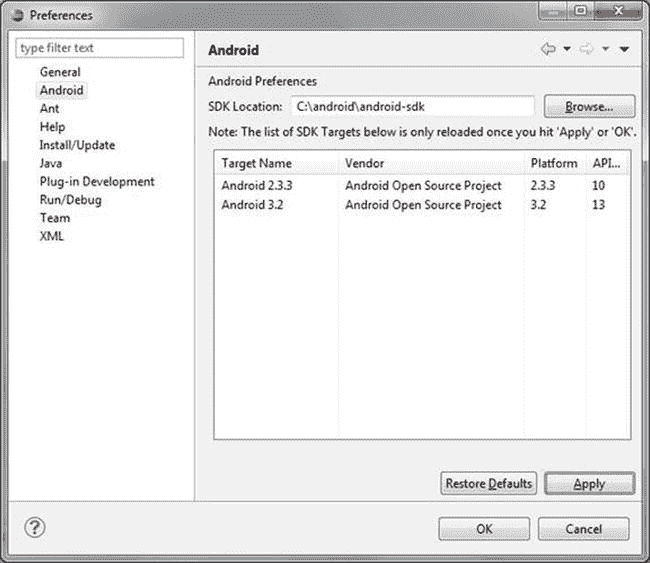 Preferences
type filter text
General
Android
Ant
Help
Install/Update
Java
Plug-in Development
Run/Debug
Team
XML
Android
Android Preferences
SDK Location: C:\android\android-sdk Browse...
Note: The list of SDK Targets below is only reloaded once you hit 'Apply' or 'OK'.
Target Name Vendor Platform API...
Android 2.3.3 Android Open Source Project 2.3.3 10
Android 3.2 Android Open Source Project 3.2 13
Restore Defaults Apply
? OK Cancel